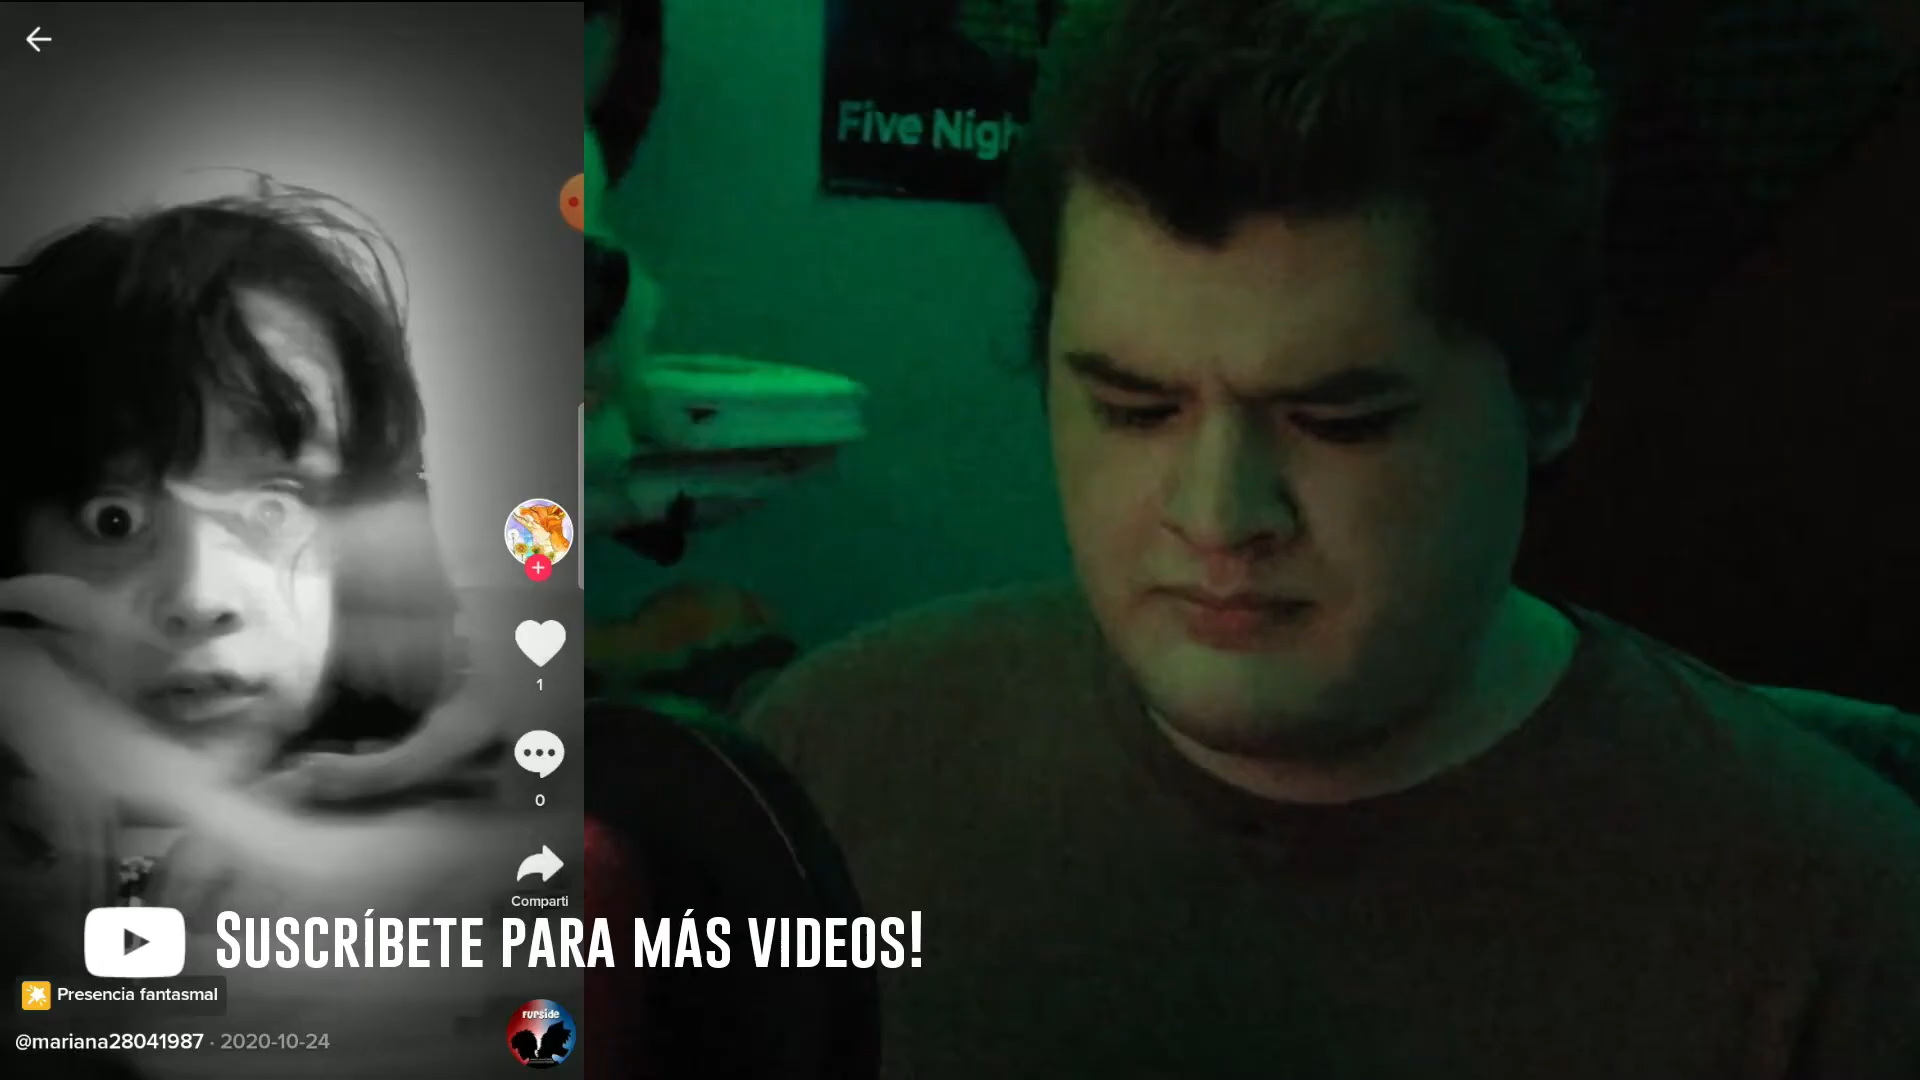 Five Nigh
1
0
Comparti
SUSCRÍBETE PARA MÁS VIDEOS!
Presencia fantasmal
@mariana28041987 · 2020-10-24
rurside